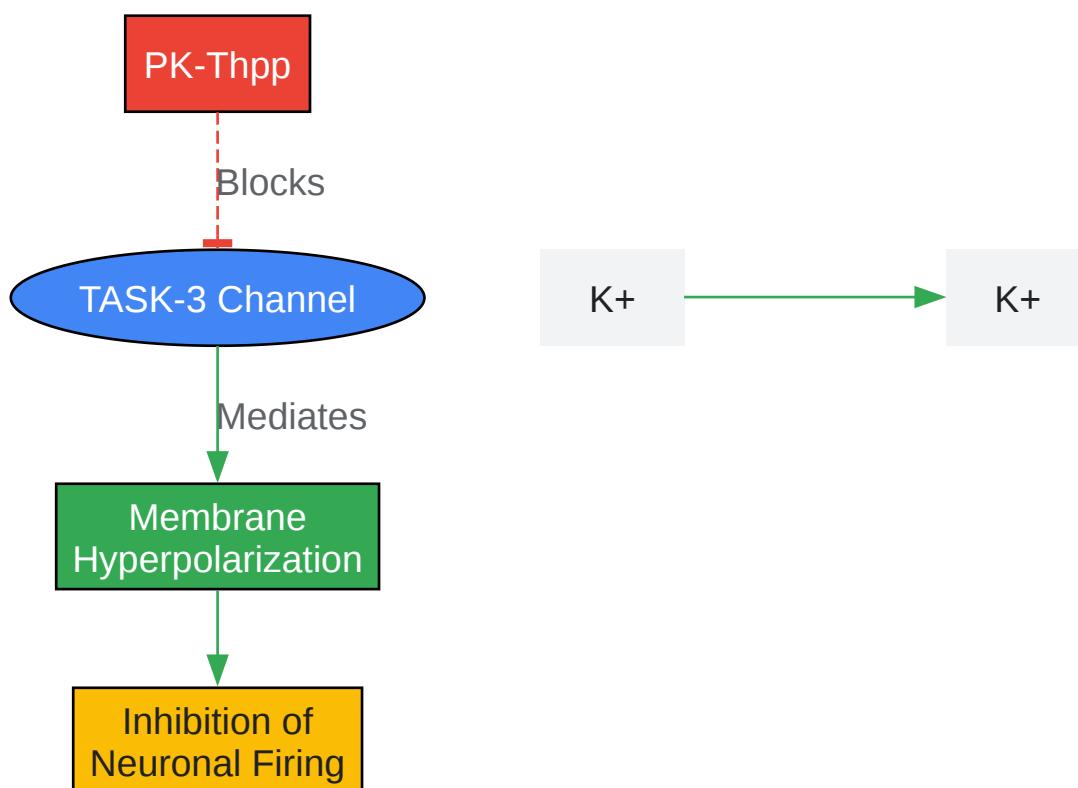 PK-Thpp
Blocks
TASK-3 Channel
K+
K+
Mediates
Membrane
Hyperpolarization
Inhibition of
Neuronal Firing